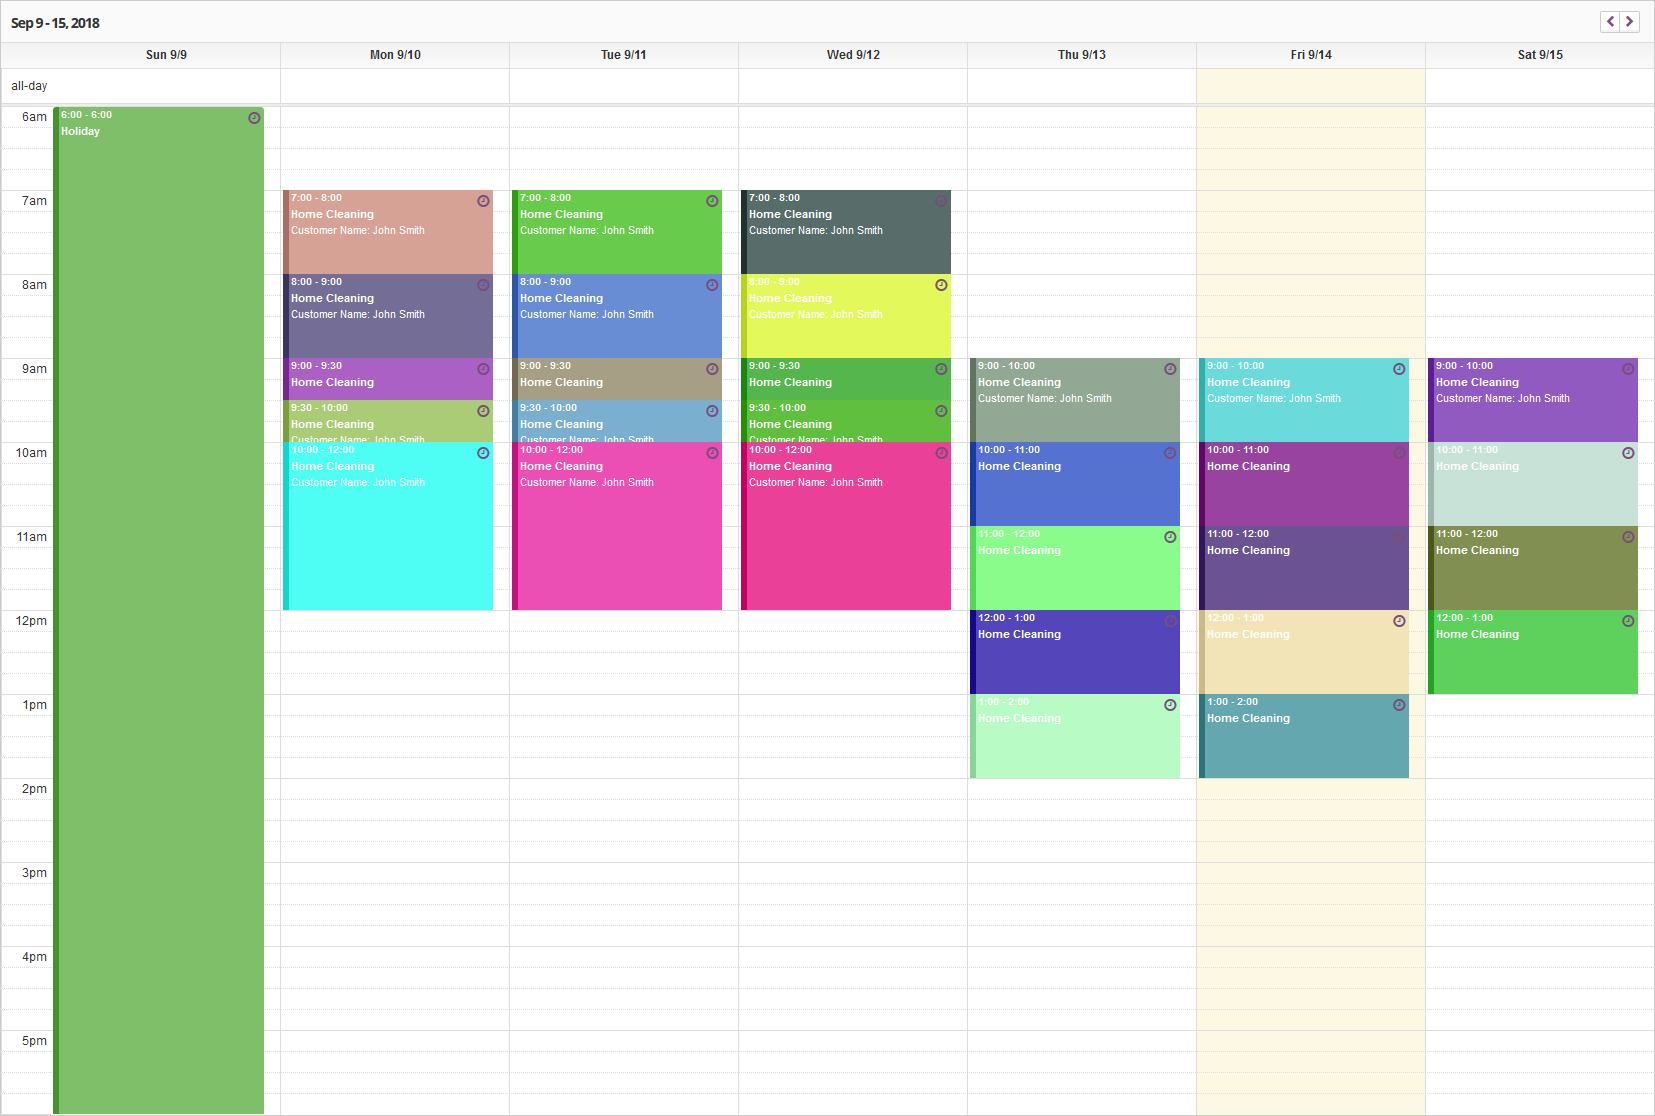 Sep 9 - 15, 2018
Sun 9/9
Mon 9/10
Tue 9/11
Wed 9/12
Thu 9/13
Fri 9/14
Sat 9/15
all-day
6am
7am
8am
9am
10am
11am
12pm
1pm
2pm
3pm
4pm
5pm
6:00 - 6:00
Holiday
7:00 - 8:00
Home Cleaning
Customer Name: John Smith
8:00 - 9:00
Home Cleaning
Customer Name: John Smith
9:00 - 9:30
Home Cleaning
9:30 - 10:00
Home Cleaning
Customer Name: John Smith
10:00 - 12:00
Home Cleaning
Customer Name: John Smith
7:00 - 8:00
Home Cleaning
Customer Name: John Smith
8:00 - 9:00
Home Cleaning
Customer Name: John Smith
9:00 - 9:30
Home Cleaning
9:30 - 10:00
Home Cleaning
Customer Name: John Smith
10:00 - 12:00
Home Cleaning
Customer Name: John Smith
7:00 - 8:00
Home Cleaning
Customer Name: John Smith
8:00 - 9:00
Home Cleaning
Customer Name: John Smith
9:00 - 9:30
Home Cleaning
9:30 - 10:00
Home Cleaning
Customer Name: John Smith
10:00 - 12:00
Home Cleaning
Customer Name: John Smith
9:00 - 10:00
Home Cleaning
Customer Name: John Smith
10:00 - 11:00
Home Cleaning
11:00 - 12:00
Home Cleaning
12:00 - 1:00
Home Cleaning
1:00 - 2:00
Home Cleaning
9:00 - 10:00
Home Cleaning
Customer Name: John Smith
10:00 - 11:00
Home Cleaning
11:00 - 12:00
Home Cleaning
12:00 - 1:00
Home Cleaning
1:00 - 2:00
Home Cleaning
9:00 - 10:00
Home Cleaning
Customer Name: John Smith
10:00 - 11:00
Home Cleaning
11:00 - 12:00
Home Cleaning
12:00 - 1:00
Home Cleaning